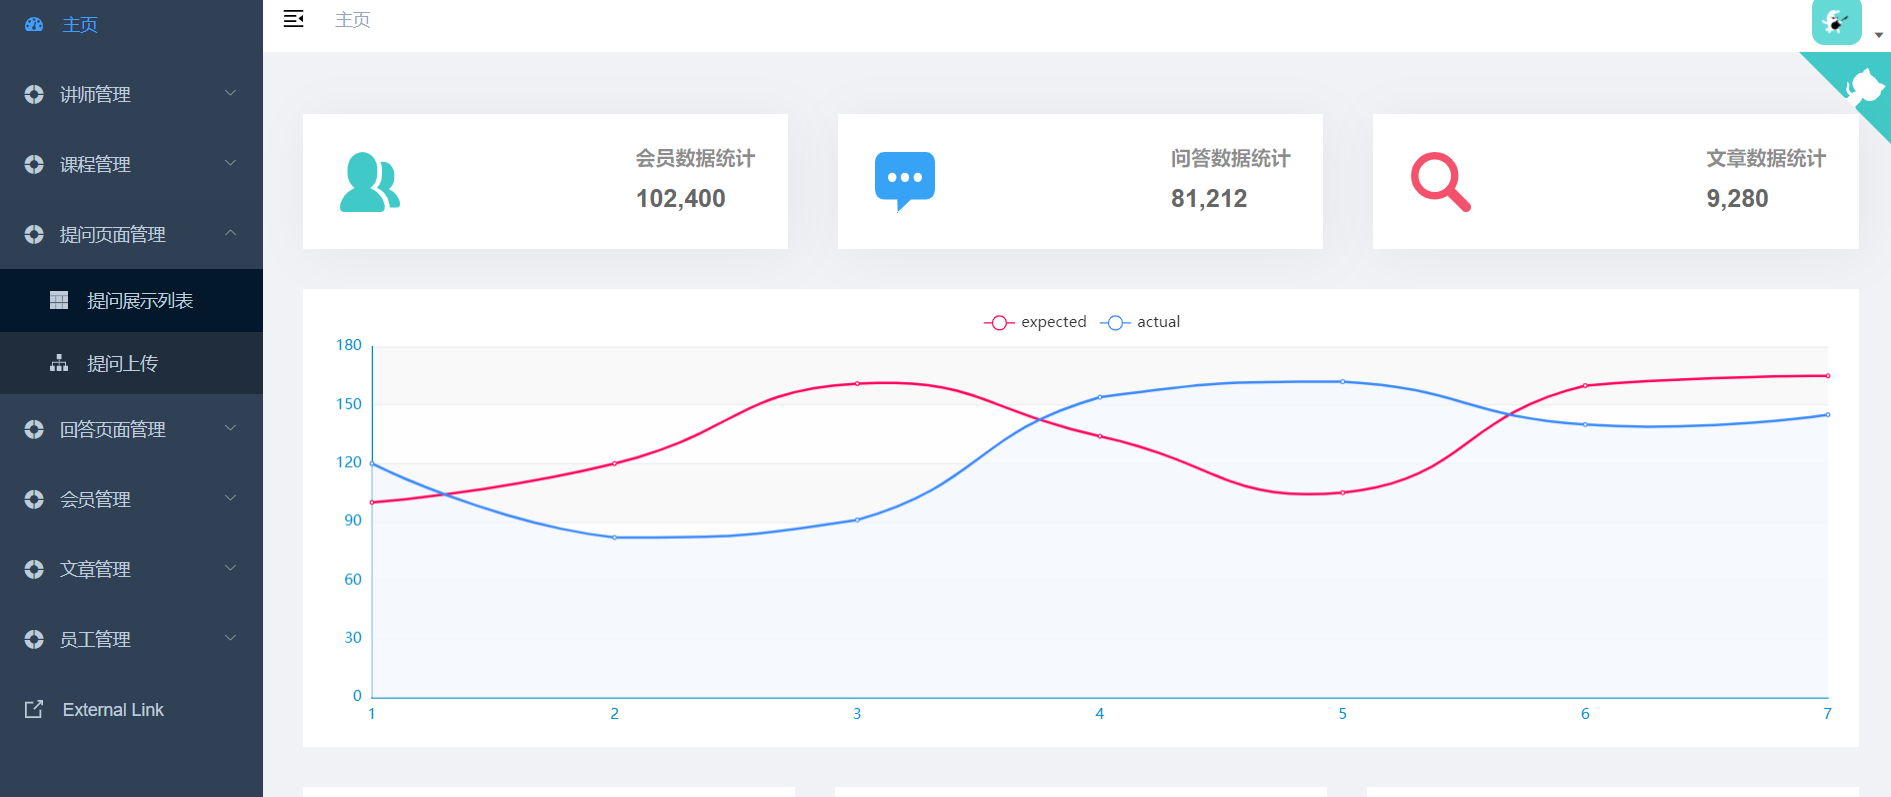 主页
讲师管理
课程管理
提问页面管理
提问展示列表
提问上传
回答页面管理
会员管理
文章管理
员工管理
External Link
主页
会员数据统计
102,400
问答数据统计
81,212
文章数据统计
9,280
expected actual
180
150
120
90
60
30
0
1 2 3 4 5 6 7